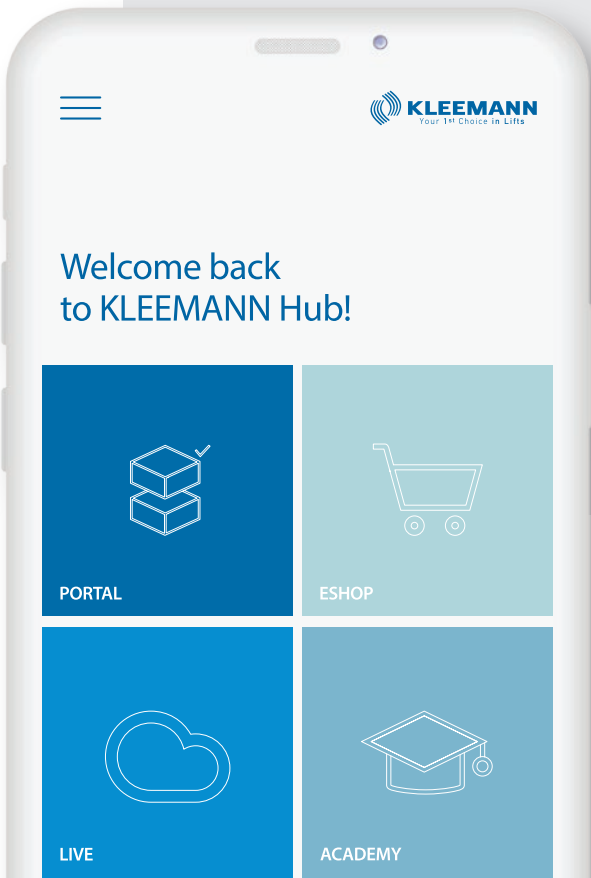 KLEEMANN
Your 1st Choice in Lifts
Welcome back
to KLEEMANN Hub!
PORTAL
ESHOP
LIVE
ACADEMY